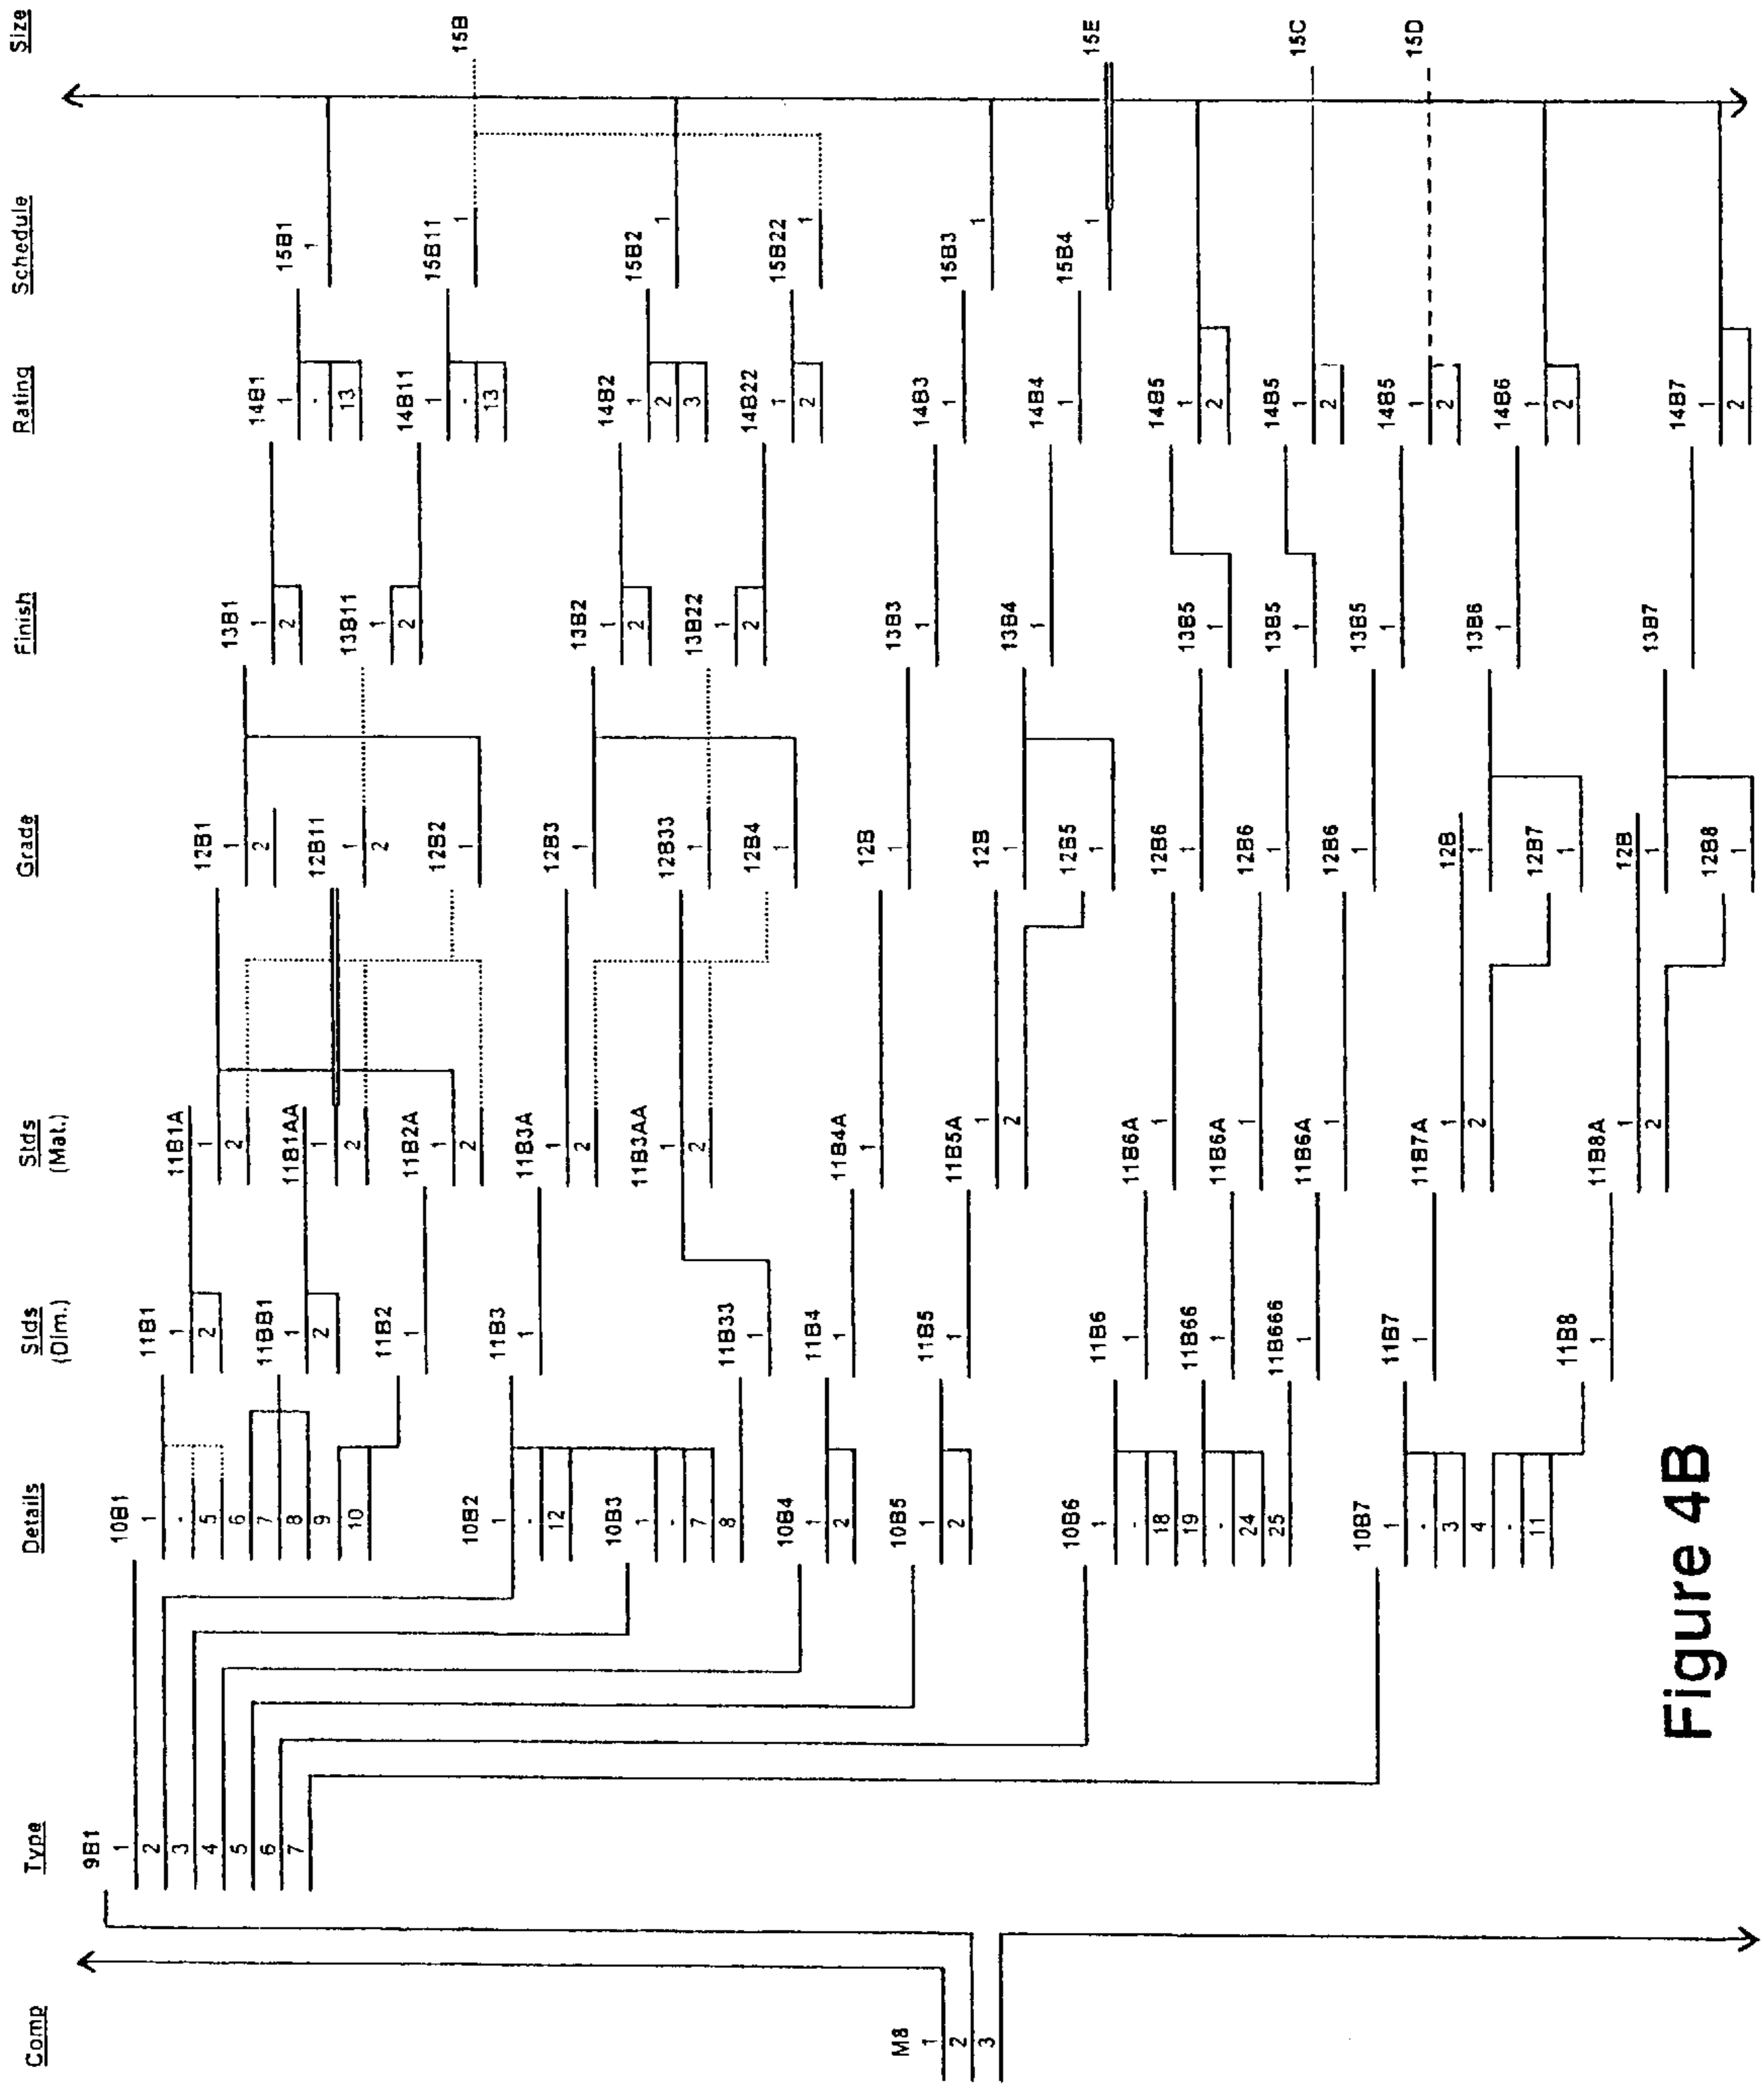 Comp
Type
Details
Stds
(Dim.)
Stds
(Mat.)
Grade
Finish
Rating
Schedule
Size
M8
1
2
3
9B1
1
2
3
4
5
6
7
10B1
1
.
5
6
7
8
9
10
10B2
1
.
12
10B3
1
.
7
8
10B4
1
2
10B5
1
2
10B6
1
.
18
19
.
24
25
10B7
1
.
3
4
.
11
11B1
1
2
11BB1
1
2
11B2
1
11B3
1
11B33
1
11B4
1
11B5
1
11B6
1
11B66
1
11B666
1
11B7
1
11B8
1
11B1A
1
2
11B1AA
1
2
11B2A
1
2
11B3A
1
2
11B3AA
1
2
11B4A
1
11B5A
1
2
11B6A
1
11B6A
1
11B6A
1
11B7A
1
2
11B8A
1
2
12B1
1
2
12B11
1
2
12B2
1
12B3
1
12B33
1
12B4
1
12B
1
12B
1
12B5
1
12B6
1
12B6
1
12B6
1
12B
1
12B7
1
12B
1
12B8
1
13B1
1
2
13B11
1
2
13B2
1
2
13B22
1
2
13B3
1
13B4
1
13B5
1
13B5
1
13B5
1
13B6
1
13B7
14B1
1
.
13
14B11
1
.
13
14B2
1
2
3
14B22
1
2
14B3
1
14B4
1
14B5
1
2
14B5
1
2
14B5
1
2
14B6
1
2
14B7
1
2
15B1
1
15B11
1
15B2
1
15B22
1
15B3
1
15B4
1
15B
15E
15C
15D
Figure 4B